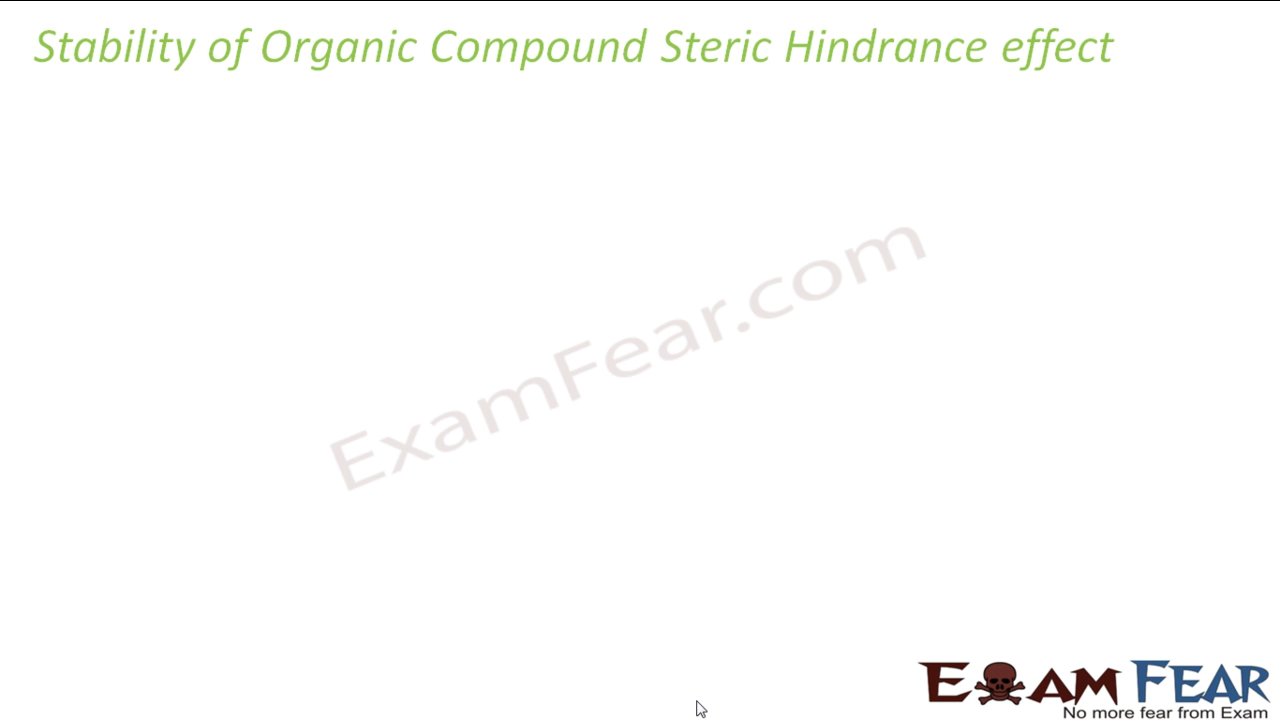 Stability of Organic Compound Steric Hindrance effect
ExamFear.com
EXAM FEAR
No more fear from Exam